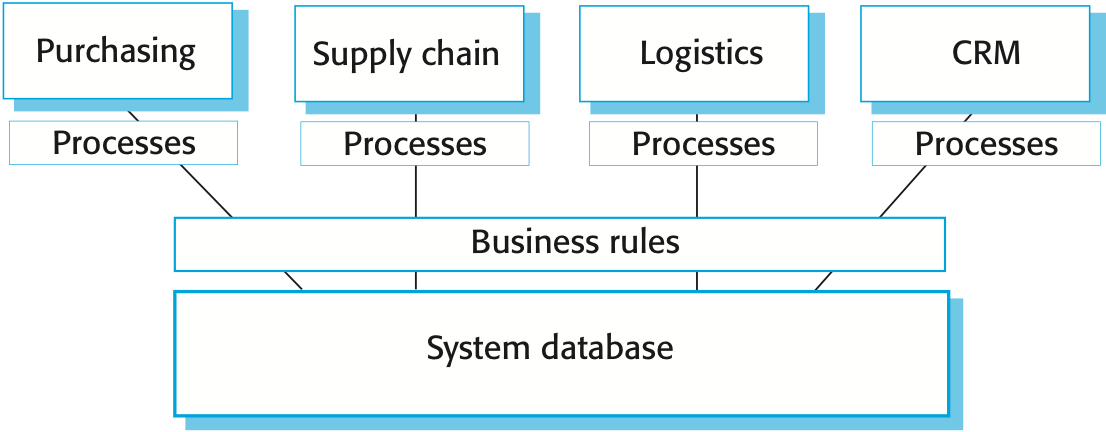 Purchasing
Supply chain
Logistics
CRM
Processes
Processes
Processes
Processes
Business rules
System database